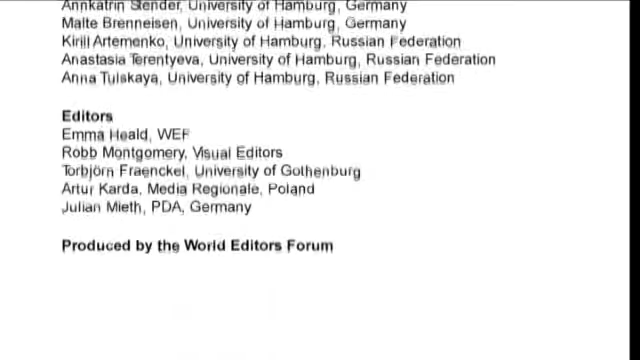 Annkatrin Stender, University of Hamburg, Germany
Malte Brenneisen, University of Hamburg, Germany
Kirill Artemenko, University of Hamburg, Russian Federation
Anastasia Terentyeva, University of Hamburg, Russian Federation
Anna Tulskaya, University of Hamburg, Russian Federation
Editors
Emma Heald, WEF
Robb Montgomery, Visual Editors
Torbjörn Fraenckel, University of Gothenburg
Artur Karda, Media Regionale, Poland
Julian Mieth, PDA, Germany
Produced by the World Editors Forum